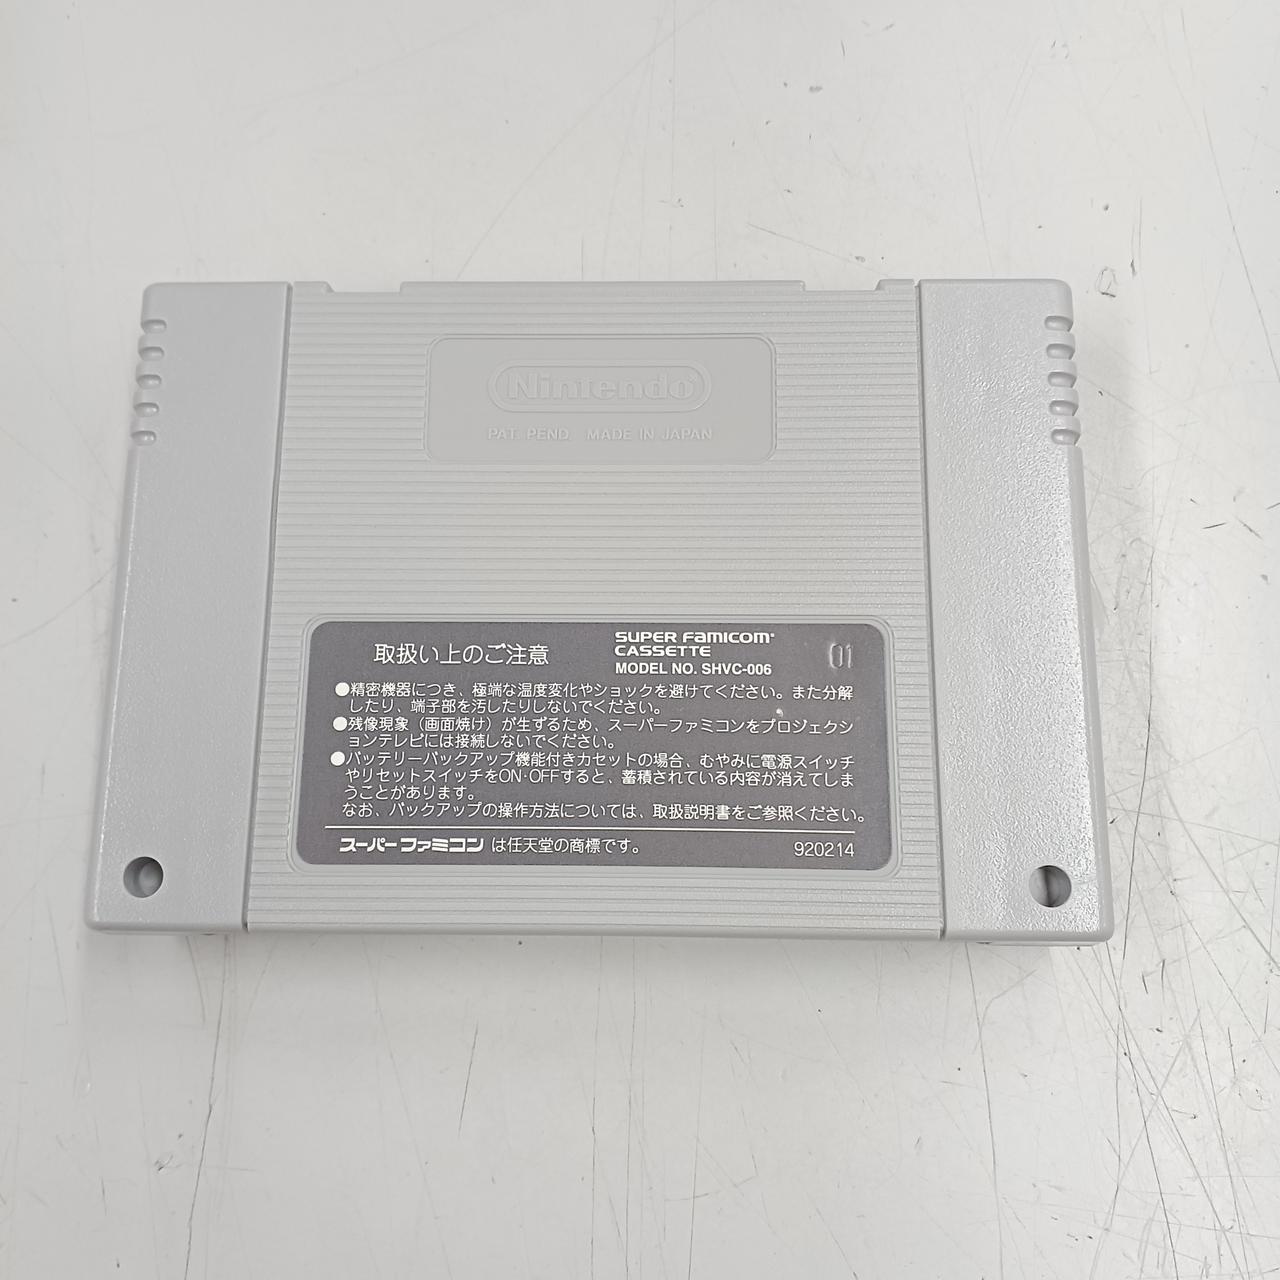 Nintendo®
PAT. PEND. MADE IN JAPAN
取扱い上のご注意
SUPER FAMICOM®
CASSETTE
MODEL NO. SHVC-006
01
●精密機器につき、極端な温度変化やショックを避けてください。また分解
したり、端子部を汚したりしないでください。
●残像現象（画面焼け）が生ずるため、スーパーファミコンをプロジェクシ
ョンテレビには接続しないでください。
●バッテリーバックアップ機能付きカセットの場合、むやみに電源スイッチ
やリセットスイッチをON・OFFすると、蓄積されている内容が消えてしま
うことがあります。
なお、バックアップの操作方法については、取扱説明書をご参照ください。
スーパーファミコンは任天堂の商標です。
920214